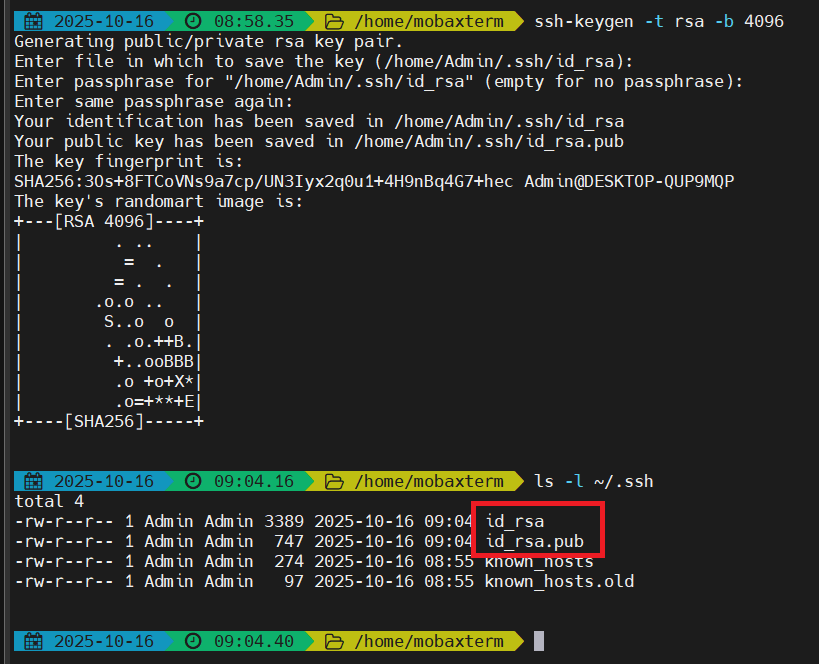 2025-10-16 08:58.35 /home/mobaxterm ssh-keygen -t rsa -b 4096
Generating public/private rsa key pair.
Enter file in which to save the key (/home/Admin/.ssh/id_rsa):
Enter passphrase for "/home/Admin/.ssh/id_rsa" (empty for no passphrase):
Enter same passphrase again:
Your identification has been saved in /home/Admin/.ssh/id_rsa
Your public key has been saved in /home/Admin/.ssh/id_rsa.pub
The key fingerprint is:
SHA256:3Os+8FTCoVNs9a7cp/UN3Iyx2q0u1+4H9nBq4G7+hec Admin@DESKTOP-QUP9MQP
The key's randomart image is:
+---[RSA 4096]----+
|         . ..    |
|          =  .   |
|         = .  .  |
|       .o.o ..   |
|        S..o  o  |
|        . .o.++B.|
|         +..ooBBB|
|         .o +o+X*|
|         .o=+**+E|
+----[SHA256]-----+
2025-10-16 09:04.16 /home/mobaxterm ls -l ~/.ssh
total 4
-rw-r--r-- 1 Admin Admin 3389 2025-10-16 09:04 id_rsa
-rw-r--r-- 1 Admin Admin  747 2025-10-16 09:04 id_rsa.pub
-rw-r--r-- 1 Admin Admin  274 2025-10-16 08:55 known_hosts
-rw-r--r-- 1 Admin Admin   97 2025-10-16 08:55 known_hosts.old
2025-10-16 09:04.40 /home/mobaxterm